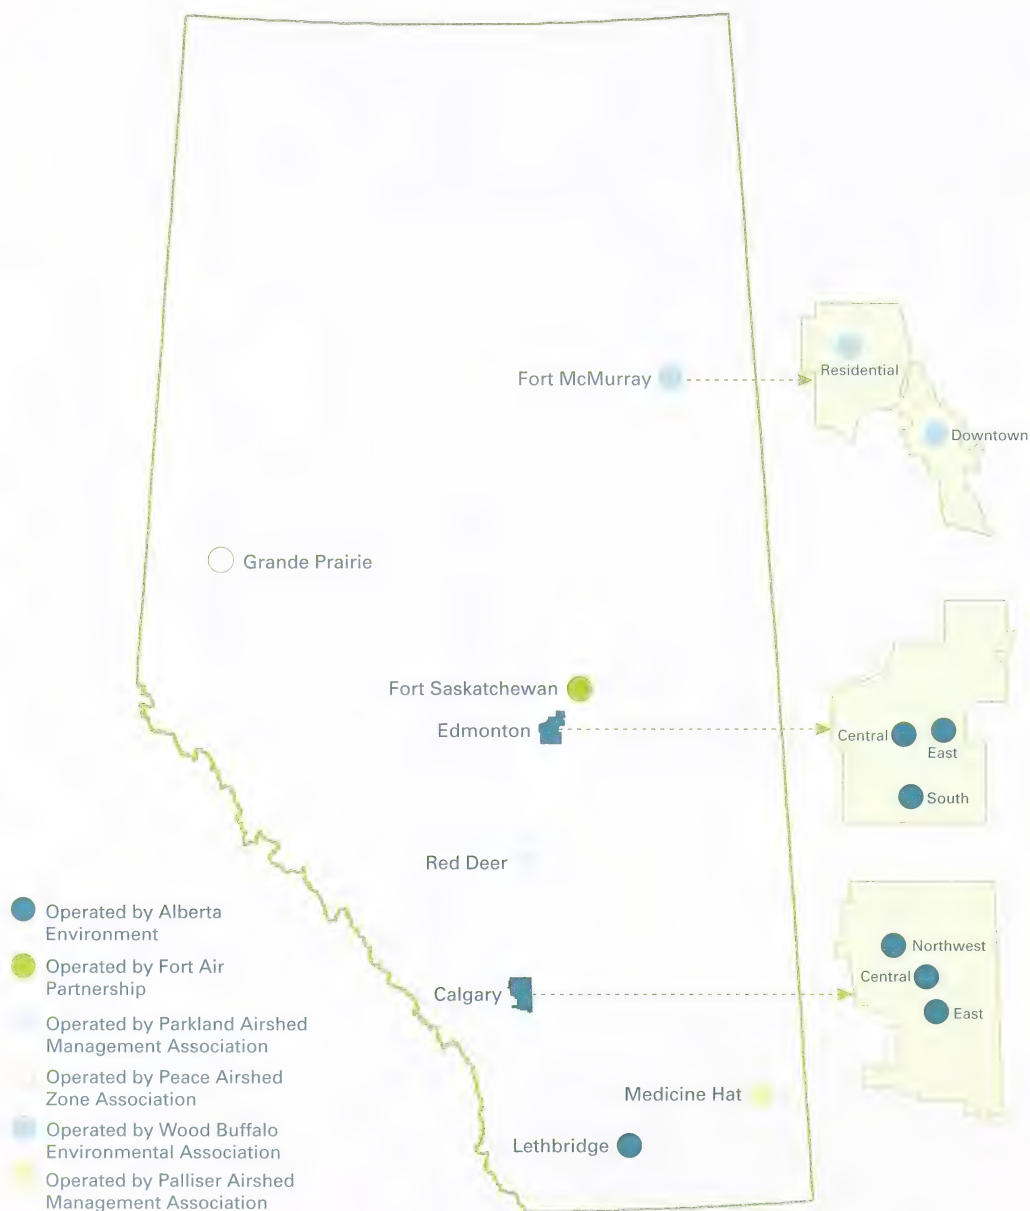 Fort McMurray
Residential
Downtown
Grande Prairie
Fort Saskatchewan
Edmonton
Central
East
South
Red Deer
Operated by Alberta
Environment
Operated by Fort Air
Partnership
Operated by Parkland Airshed
Management Association
Operated by Peace Airshed
Zone Association
Operated by Wood Buffalo
Environmental Association
Operated by Palliser Airshed
Management Association
Calgary
Northwest
Central
East
Medicine Hat
Lethbridge